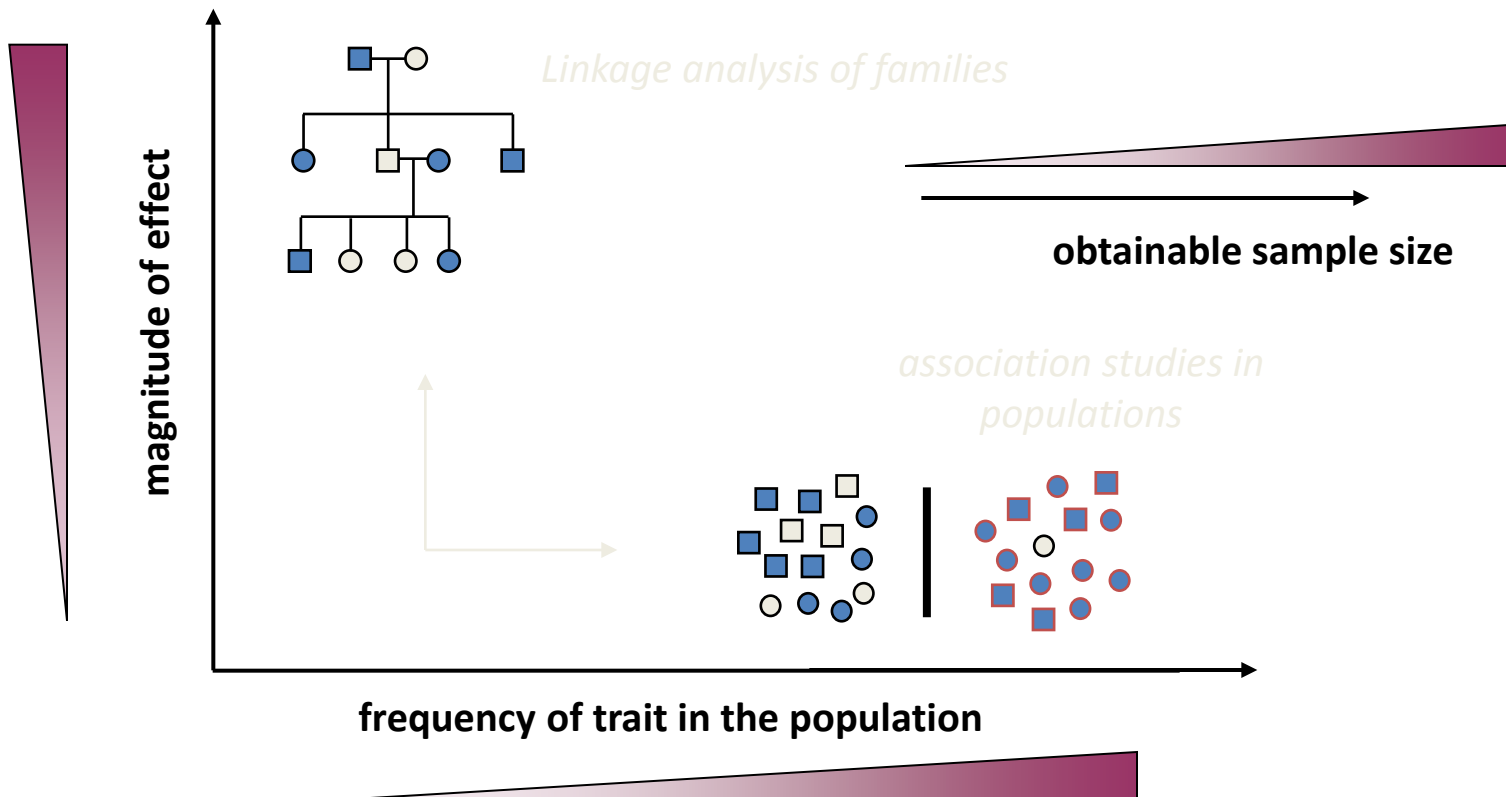 Linkage analysis of families
magnitude of effect
obtainable sample size
association studies in
populations
frequency of trait in the population